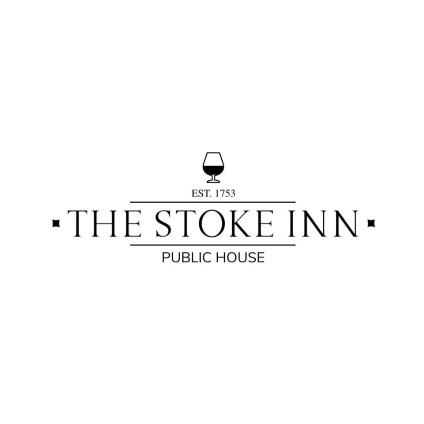 EST. 1753
THE STOKE INN
PUBLIC HOUSE